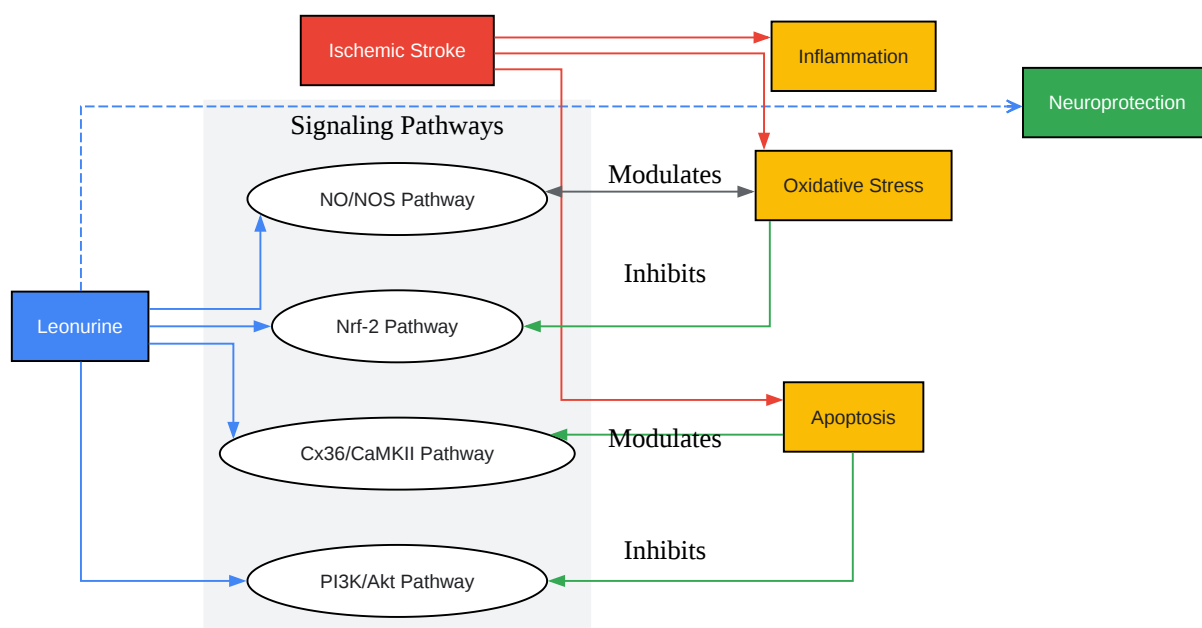 Ischemic Stroke
Inflammation
Neuroprotection
Signaling Pathways
Modulates
NO/NOS Pathway
Oxidative Stress
Inhibits
Leonurine
Nrf-2 Pathway
Apoptosis
Modulates
Cx36/CaMKII Pathway
Inhibits
PI3K/Akt Pathway